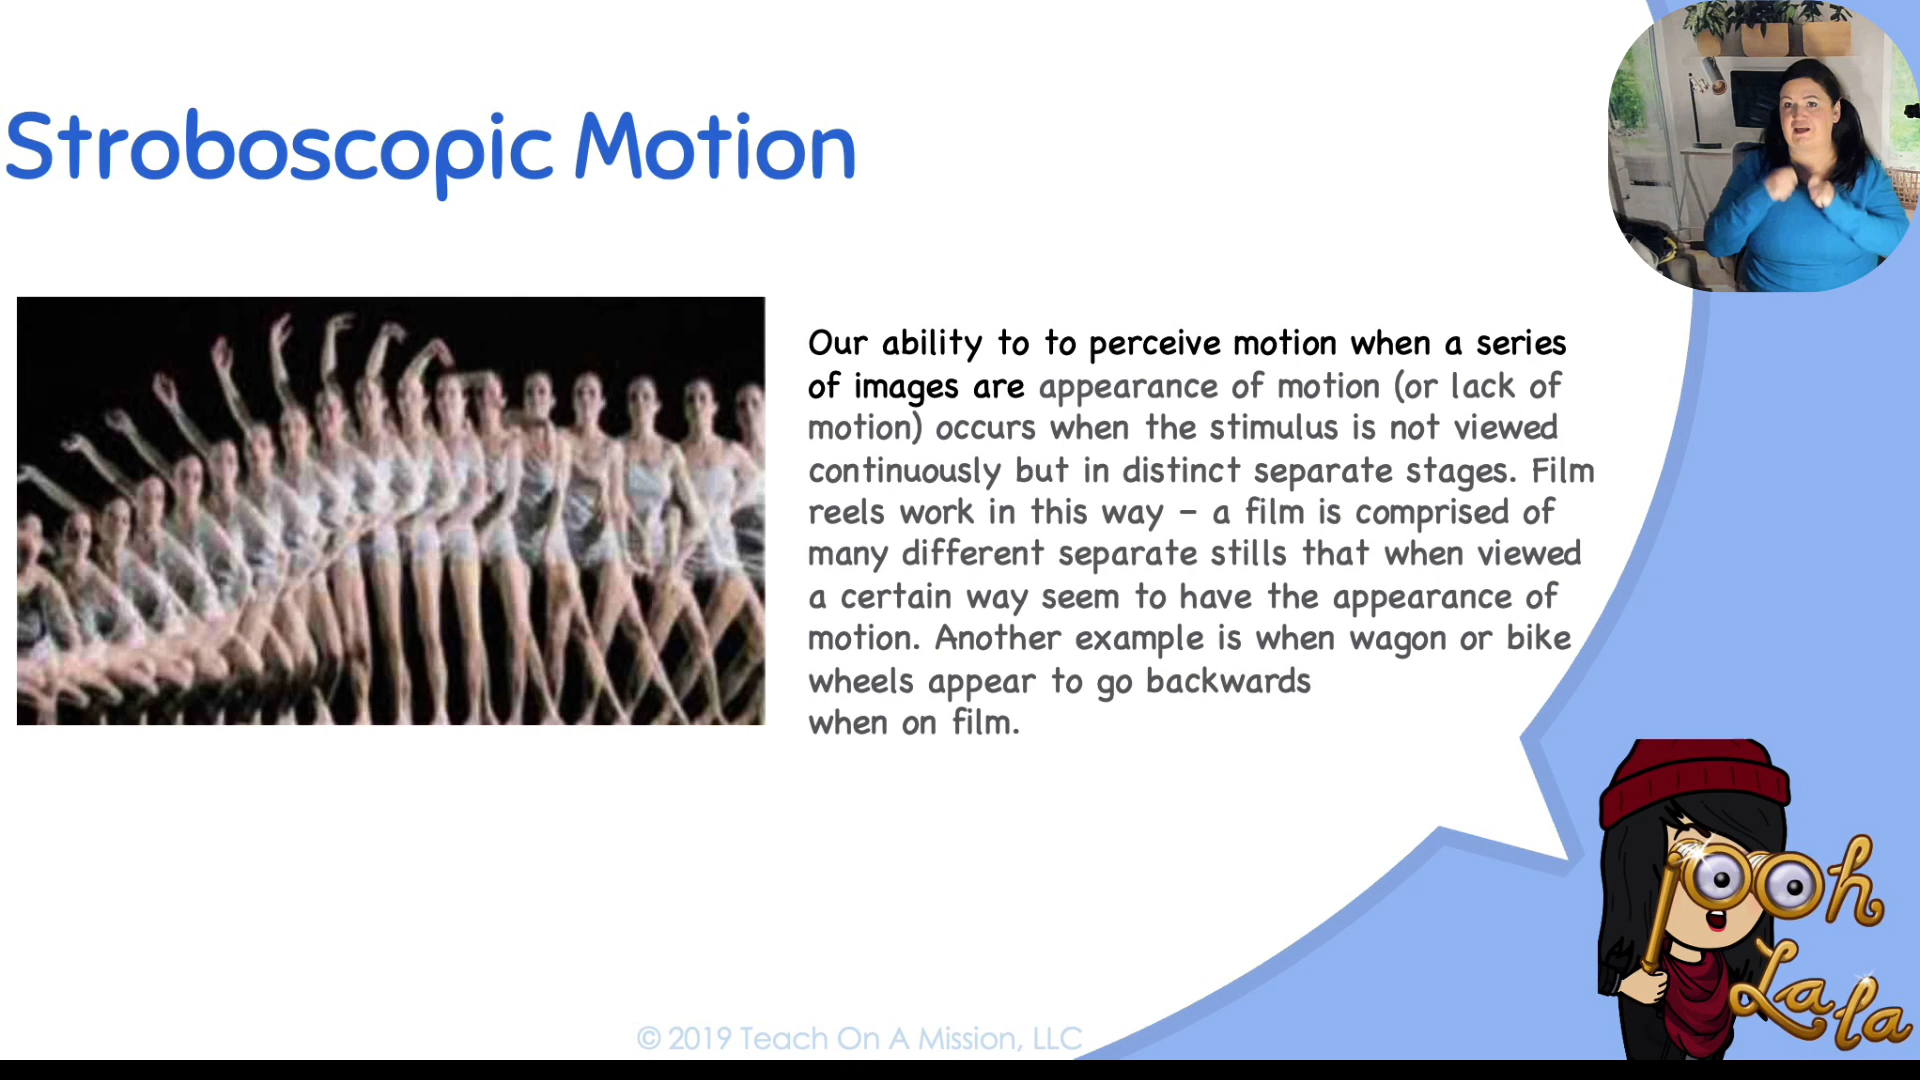 Stroboscopic Motion
Our ability to to perceive motion when a series
of images are appearance of motion (or lack of
motion) occurs when the stimulus is not viewed
continuously but in distinct separate stages. Film
reels work in this way – a film is comprised of
many different separate stills that when viewed
a certain way seem to have the appearance of
motion. Another example is when wagon or bike
wheels appear to go backwards
when on film.
ooh
La la
© 2019 Teach On A Mission, LLC